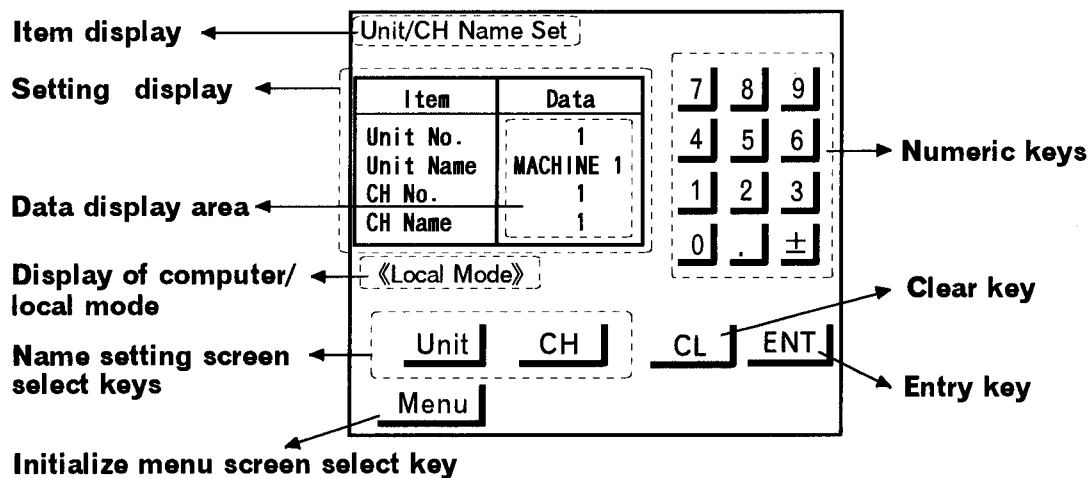 Item display
Unit/CH Name Set
Setting display
Item Data
Unit No. 1
Unit Name MACHINE 1
CH No. 1
CH Name 1
7 8 9
4 5 6
1 2 3
0 . ±
Numeric keys
Data display area
Display of computer/
local mode
《Local Mode》
Clear key
Name setting screen
select keys
Unit CH CL ENT
Entry key
Menu
Initialize menu screen select key